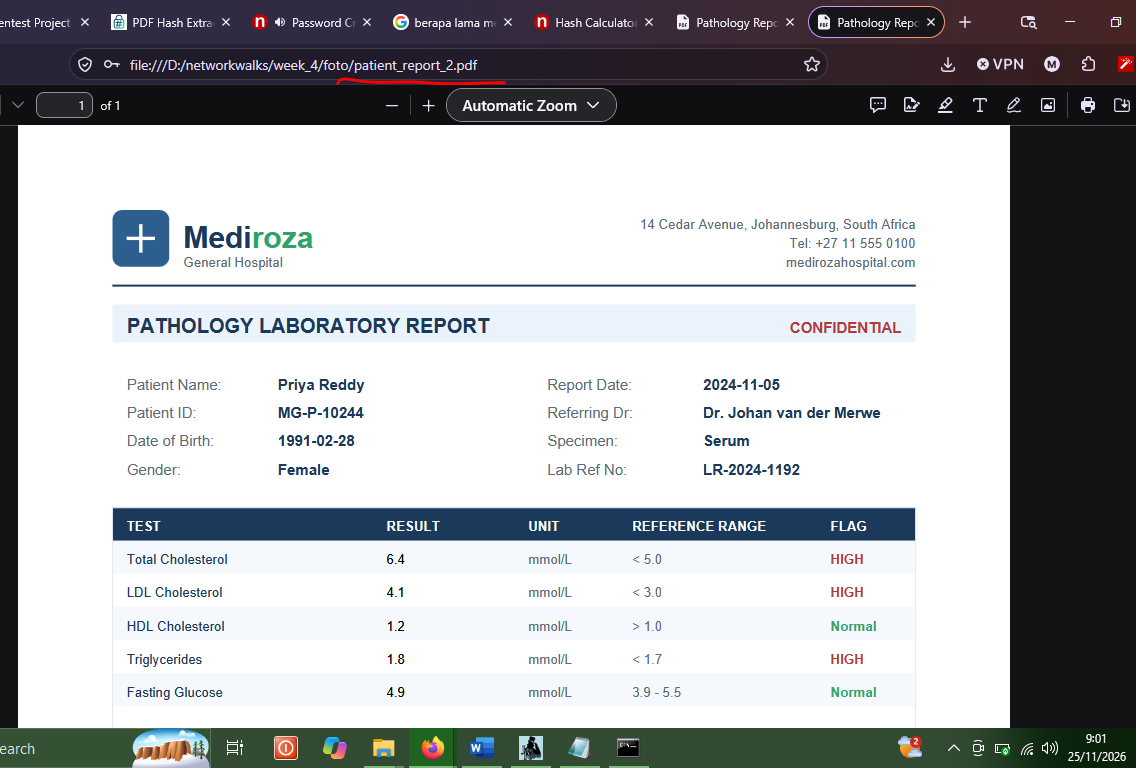 entest Project
PDF Hash Extra
Password Cr
berapa lama me
Hash Calculator
Pathology Repo
Pathology Repo
file:///D:/networkwalks/week_4/foto/patient_report_2.pdf
VPN
M
1 of 1
Automatic Zoom
Mediroza
General Hospital
14 Cedar Avenue, Johannesburg, South Africa
Tel: +27 11 555 0100
medirozahospital.com
PATHOLOGY LABORATORY REPORT
CONFIDENTIAL
Patient Name: Priya Reddy Report Date: 2024-11-05
Patient ID: MG-P-10244 Referring Dr: Dr. Johan van der Merwe
Date of Birth: 1991-02-28 Specimen: Serum
Gender: Female Lab Ref No: LR-2024-1192
TEST RESULT UNIT REFERENCE RANGE FLAG
Total Cholesterol 6.4 mmol/L < 5.0 HIGH
LDL Cholesterol 4.1 mmol/L < 3.0 HIGH
HDL Cholesterol 1.2 mmol/L > 1.0 Normal
Triglycerides 1.8 mmol/L < 1.7 HIGH
Fasting Glucose 4.9 mmol/L 3.9 - 5.5 Normal
earch
2
9:01
25/11/2026